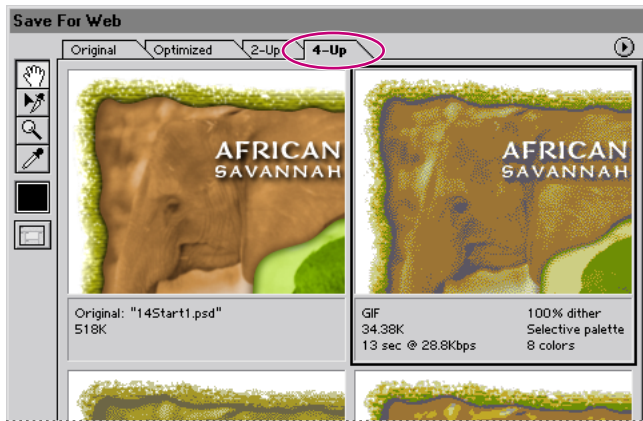 Save For Web
Original Optimized 2-Up 4-Up
AFRICAN
SAVANNAH
AFRICAN
SAVANNAH
Original: "14Start1.psd"
518K
GIF
34.38K
13 sec @ 28.8Kbps
100% dither
Selective palette
8 colors